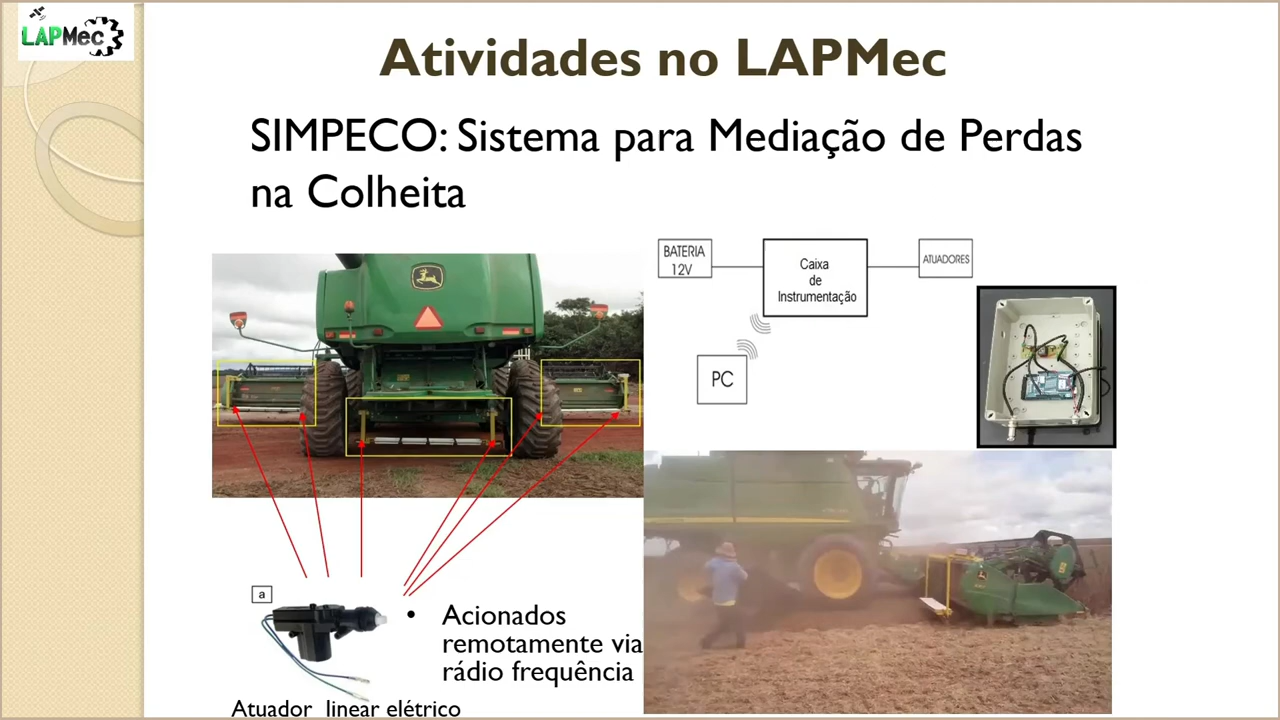 LAPMec
Atividades no LAPMec
SIMPECO: Sistema para Mediação de Perdas
na Colheita
BATERIA
12V
Caixa
de
Instrumentação
ATUADORES
PC
a
• Acionados
remotamente via
rádio frequência
Atuador linear elétrico